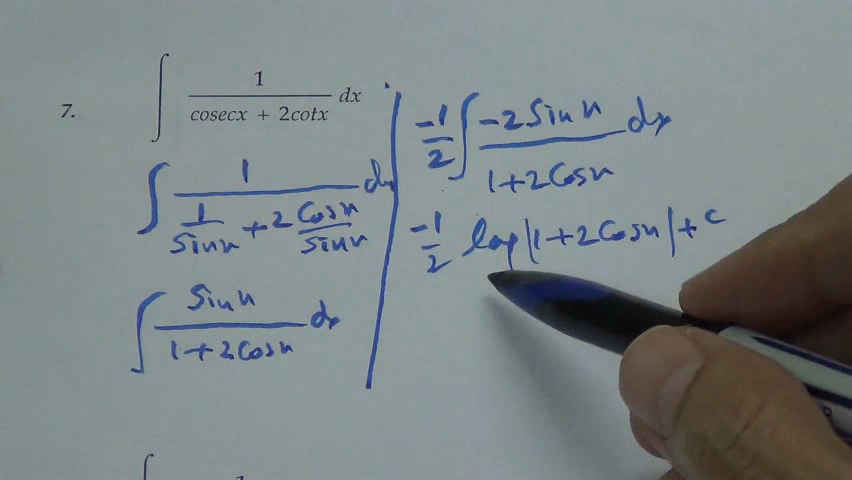 7. ∫ 1/(cosecx + 2cotx) dx
∫ 1/(1/sinx + 2 cosx/sinx) dx
∫ sinx/(1+2cosx) dx
-1/2 ∫ -2sinx/(1+2cosx) dx
-1/2 log|1+2cosx|+c